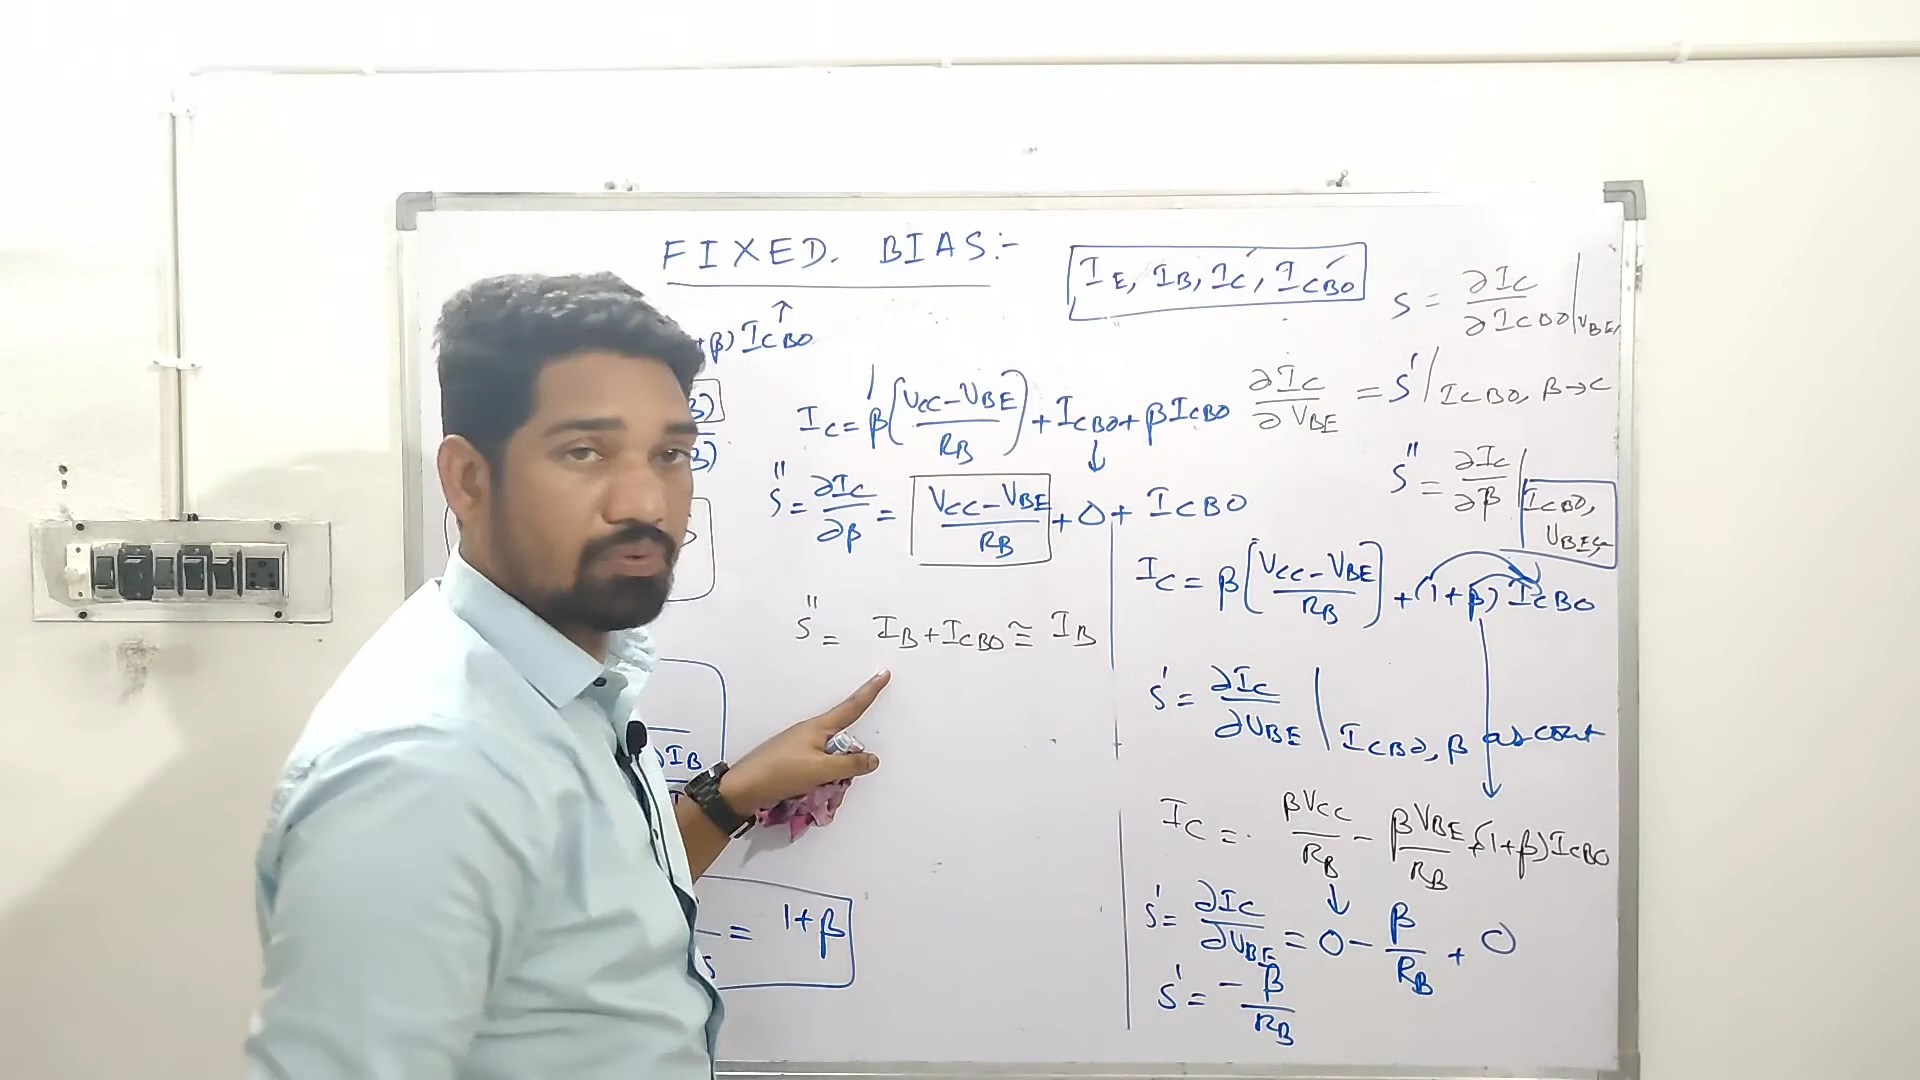 FIXED. BIAS:-
IE, IB, IC, ICBO
S = ∂IC / ∂ICOO | VBE,
+β) ICBO
IC = β(VCC-VBE / RB) + ICBO + βICBO
∂IC / ∂VBE = S' | ICBO, β→C
S" = ∂IC / ∂β | ICBO, VBE
S" = ∂IC / ∂β = VCC-VBE / RB + 0 + ICBO
IC = β(VCC-VBE / RB) + (1+β) ICBO
S" = IB + ICBO ≅ IB
S' = ∂IC / ∂VBE | ICBO, β as const
∂IB
IC = βVCC / RB - βVBE / RB + (1+β) ICBO
= 1+β
S' = ∂IC / ∂VBE = 0 - β / RB + 0
S' = -β / RB